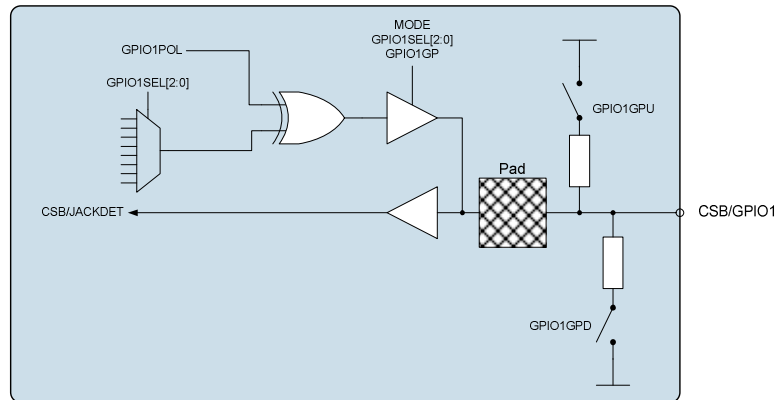 MODE
GPIO1SEL[2:0]
GPIO1GP
GPIO1POL
GPIO1SEL[2:0]
GPIO1GPU
Pad
CSB/JACKDET
CSB/GPIO1
GPIO1GPD